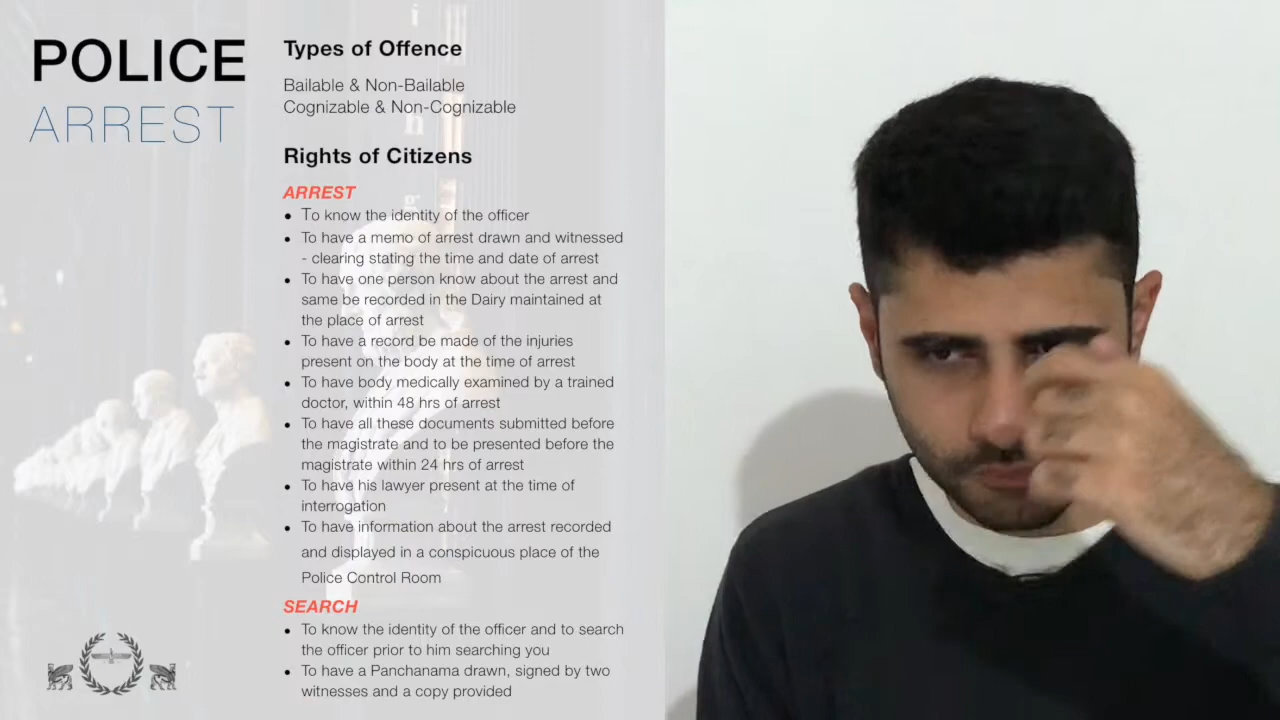 POLICE
ARREST
Types of Offence
Bailable & Non-Bailable
Cognizable & Non-Cognizable
Rights of Citizens
ARREST
• To know the identity of the officer
• To have a memo of arrest drawn and witnessed
- clearing stating the time and date of arrest
• To have one person know about the arrest and
same be recorded in the Dairy maintained at
the place of arrest
• To have a record be made of the injuries
present on the body at the time of arrest
• To have body medically examined by a trained
doctor, within 48 hrs of arrest
• To have all these documents submitted before
the magistrate and to be presented before the
magistrate within 24 hrs of arrest
• To have his lawyer present at the time of
interrogation
• To have information about the arrest recorded
and displayed in a conspicuous place of the
Police Control Room
SEARCH
• To know the identity of the officer and to search
the officer prior to him searching you
• To have a Panchanama drawn, signed by two
witnesses and a copy provided